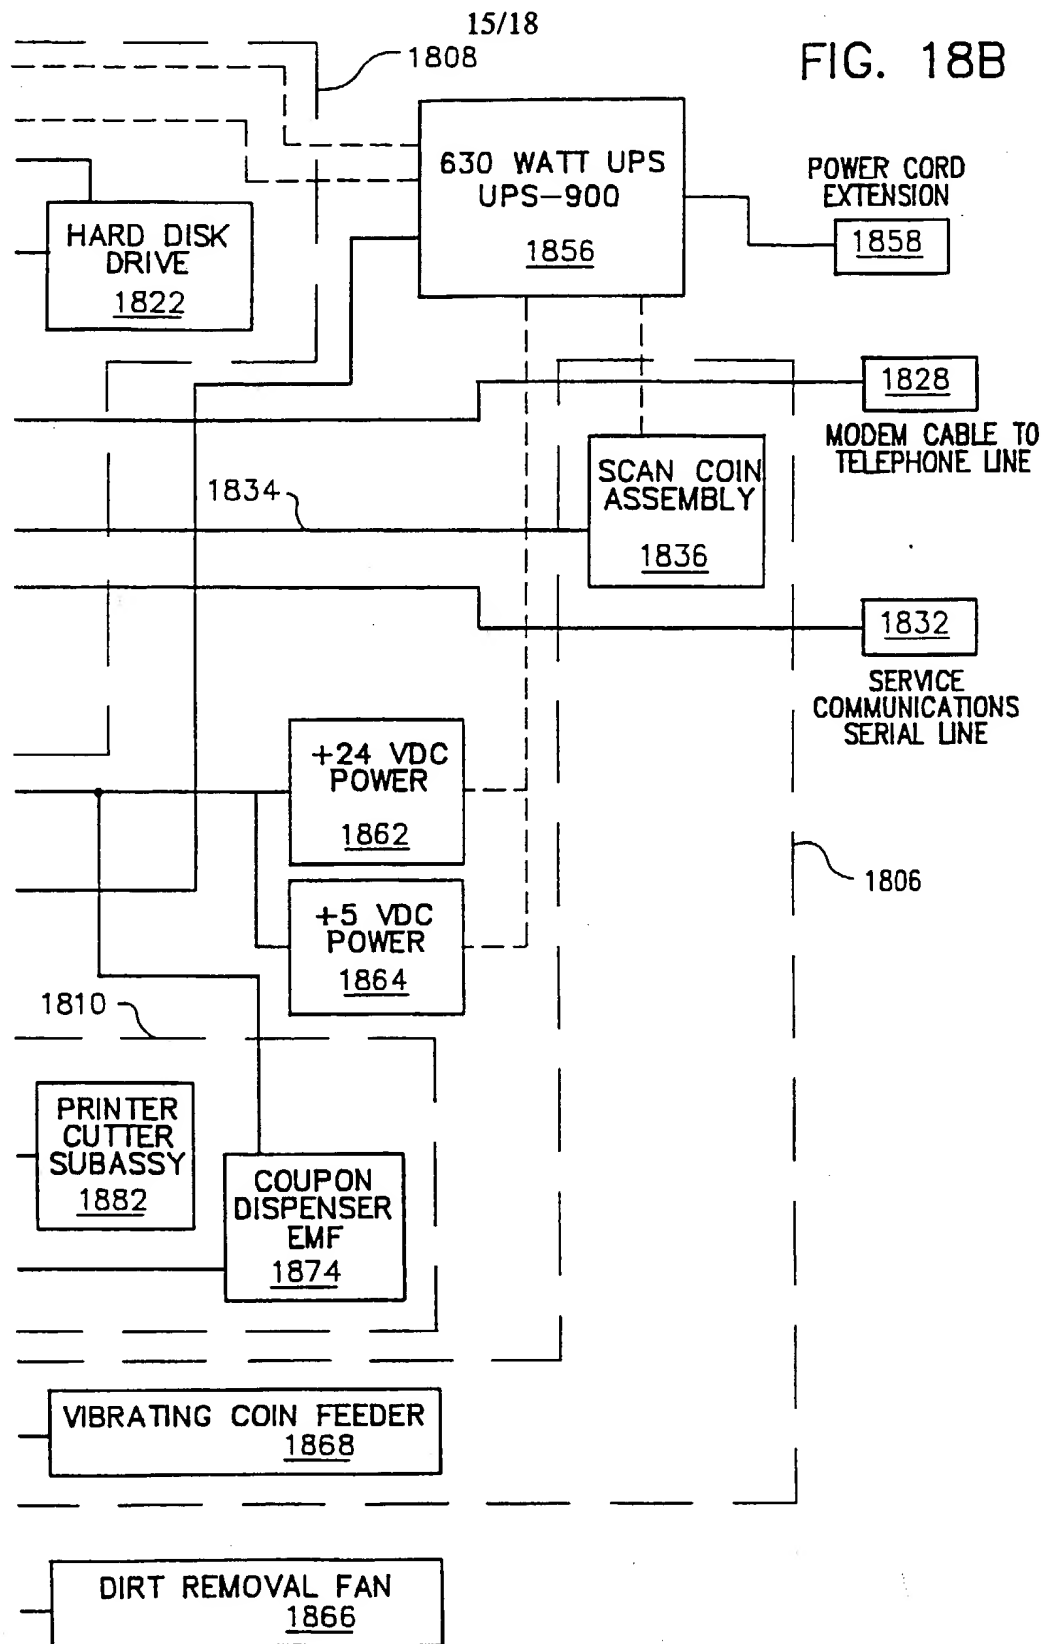 15/18
FIG. 18B
1808
630 WATT UPS
UPS-900
1856
POWER CORD
EXTENSION
1858
HARD DISK
DRIVE
1822
1828
MODEM CABLE TO
TELEPHONE LINE
1834
SCAN COIN
ASSEMBLY
1836
1832
SERVICE
COMMUNICATIONS
SERIAL LINE
+24 VDC
POWER
1862
1806
+5 VDC
POWER
1864
1810
PRINTER
CUTTER
SUBASSY
1882
COUPON
DISPENSER
EMF
1874
VIBRATING COIN FEEDER
1868
DIRT REMOVAL FAN
1866